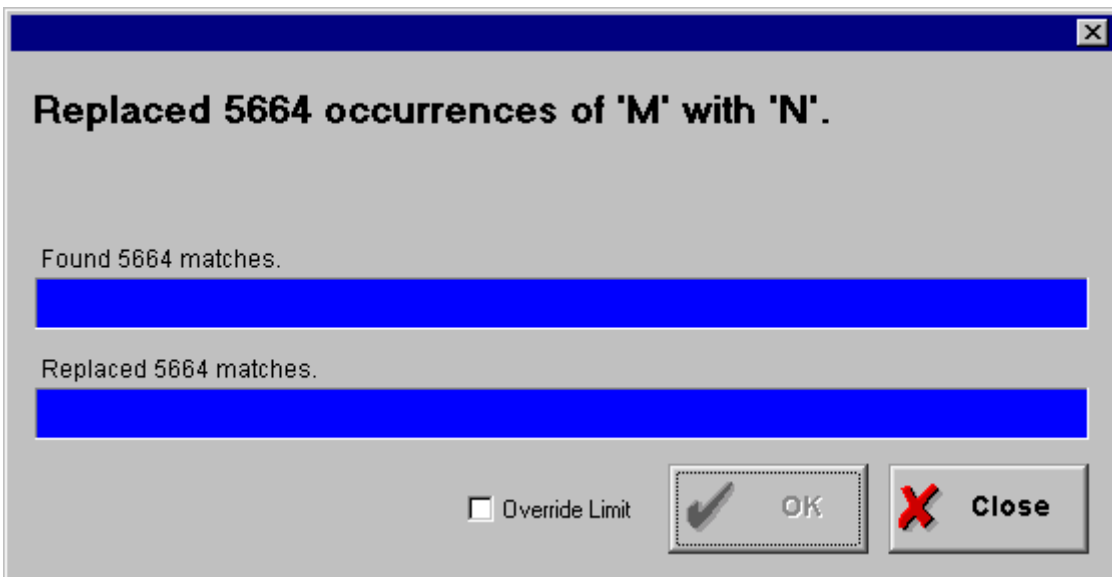 Replaced 5664 occurrences of 'M' with 'N'.
Found 5664 matches.
Replaced 5664 matches.
Override Limit
OK
Close